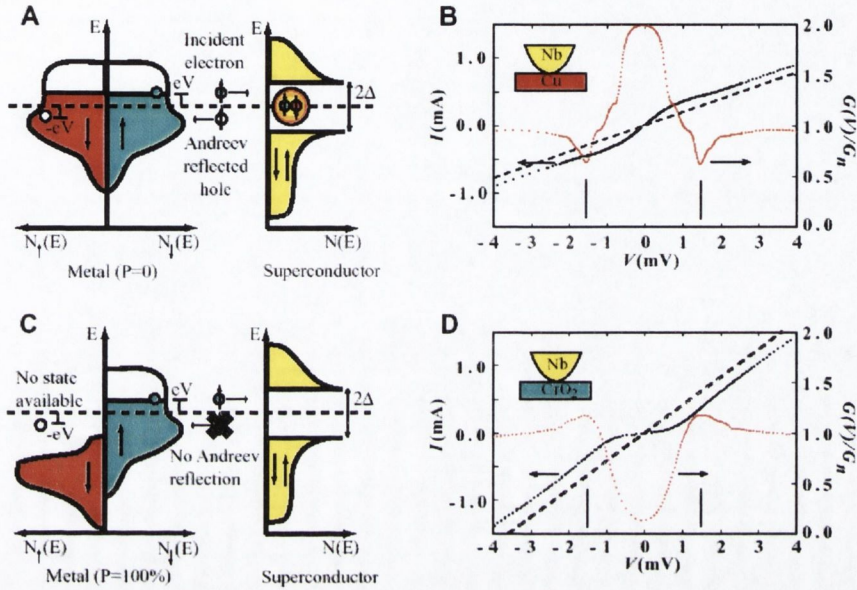 A
E
E
Incident
electron
eV
-eV
2Δ
Andreev
reflected
hole
N↑(E)
N↓(E)
N(E)
Metal (P=0)
Superconductor
B
Nb
Cu
I (mA)
1.0
0.0
1.0
2.0
1.5
1.0
0.5
0.0
G(V)/Gn
-4 -3 -2 -1 0 1 2 3 4
V(mV)
C
E
E
No state
available
eV
-eV
2Δ
No Andreev
reflection
N↑(E)
N↓(E)
N(E)
Metal (P=100%)
Superconductor
D
Nb
CrO2
I (mA)
1.0
0.0
1.0
2.0
1.5
1.0
0.5
0.0
G(V)/Gn
-4 -3 -2 -1 0 1 2 3 4
V(mV)